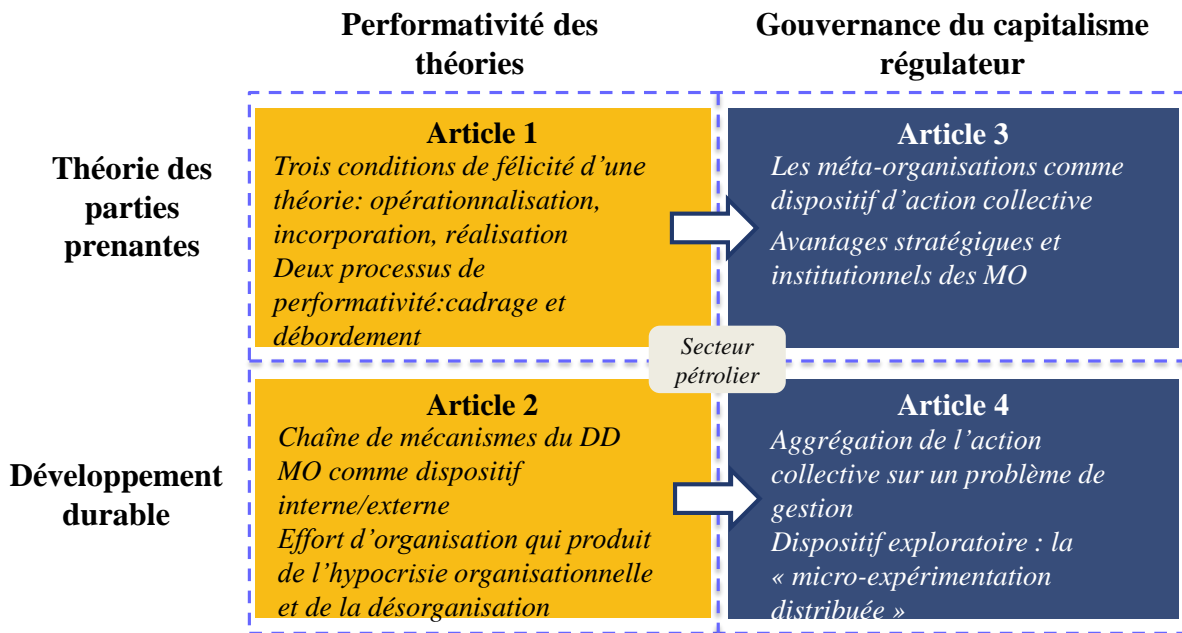 Performativité des
théories
Gouvernance du capitalisme
régulateur
Théorie des
parties
prenantes
Article 1
Trois conditions de félicité d’une
théorie: opérationnalisation,
incorporation, réalisation
Deux processus de
performativité:cadrage et
débordement
Article 3
Les méta-organisations comme
dispositif d’action collective
Avantages stratégiques et
institutionnels des MO
Secteur
pétrolier
Développement
durable
Article 2
Chaîne de mécanismes du DD
MO comme dispositif
interne/externe
Effort d’organisation qui produit
de l’hypocrisie organisationnelle
et de la désorganisation
Article 4
Aggrégation de l’action
collective sur un problème de
gestion
Dispositif exploratoire : la
« micro-expérimentation
distribuée »